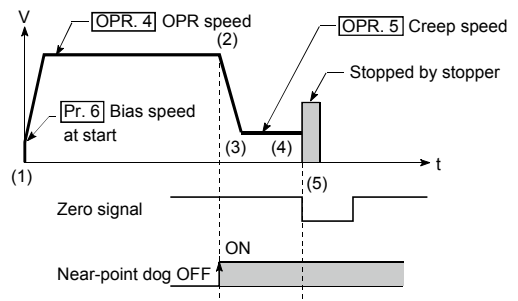 V
OPR. 4 OPR speed
(2)
OPR. 5 Creep speed
Stopped by stopper
Pr. 6 Bias speed
at start
(3)
(4)
t
(1)
(5)
Zero signal
ON
Near-point dog OFF